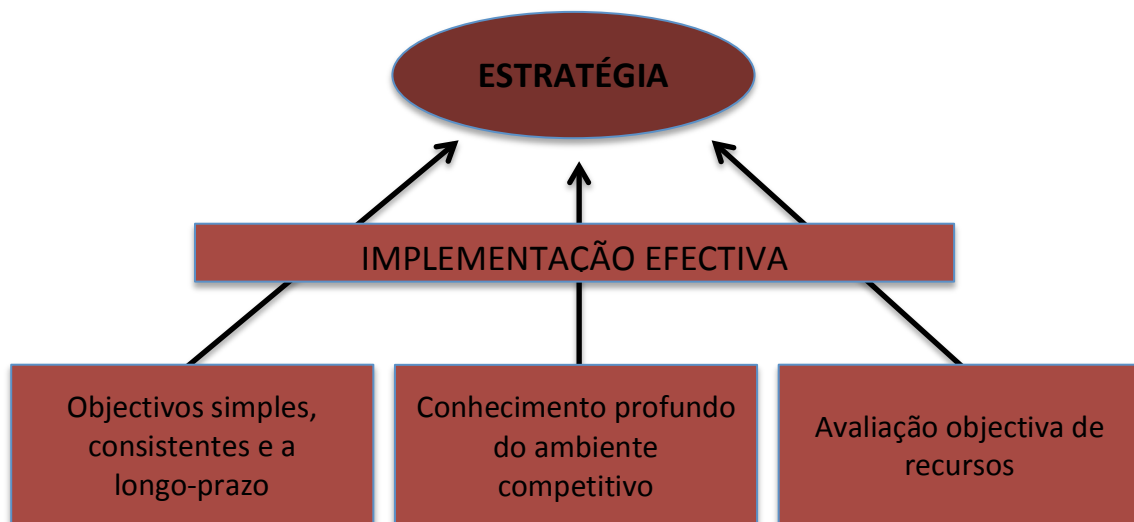 ESTRATÉGIA
IMPLEMENTAÇÃO EFECTIVA
Objectivos simples,
consistentes e a
longo-prazo
Conhecimento profundo
do ambiente
competitivo
Avaliação objectiva de
recursos